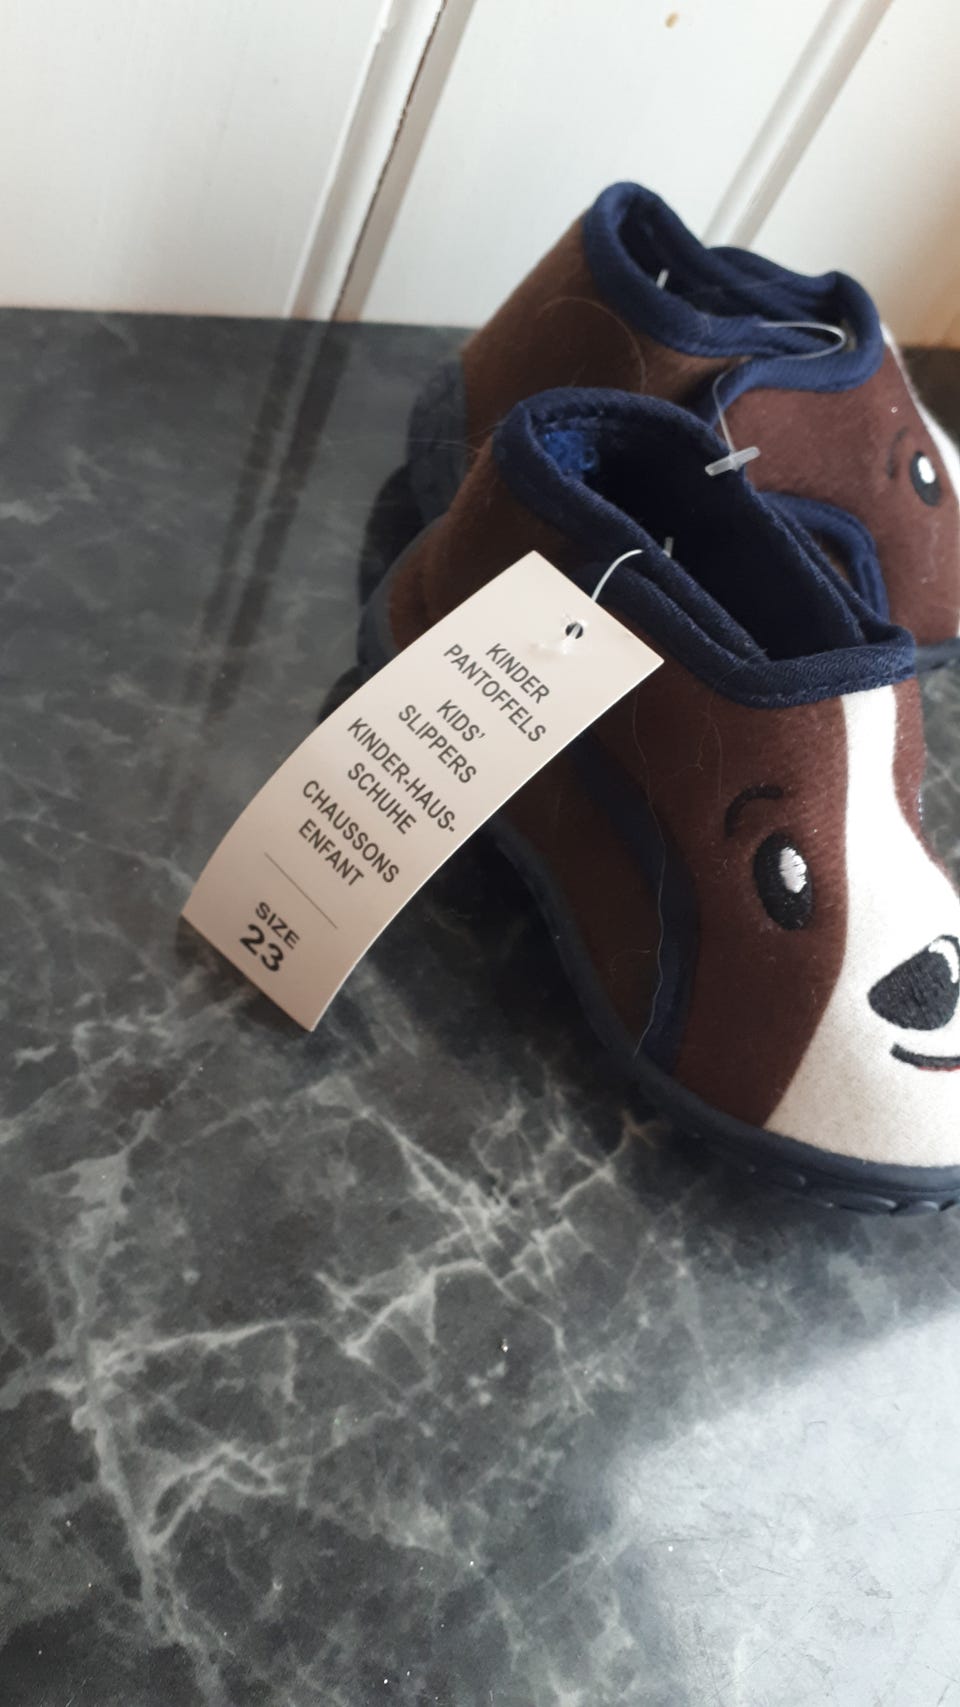 KINDER
PANTOFFELS
KIDS'
SLIPPERS
KINDER-HAUS-
SCHUHE
CHAUSSONS
ENFANT
SIZE
23